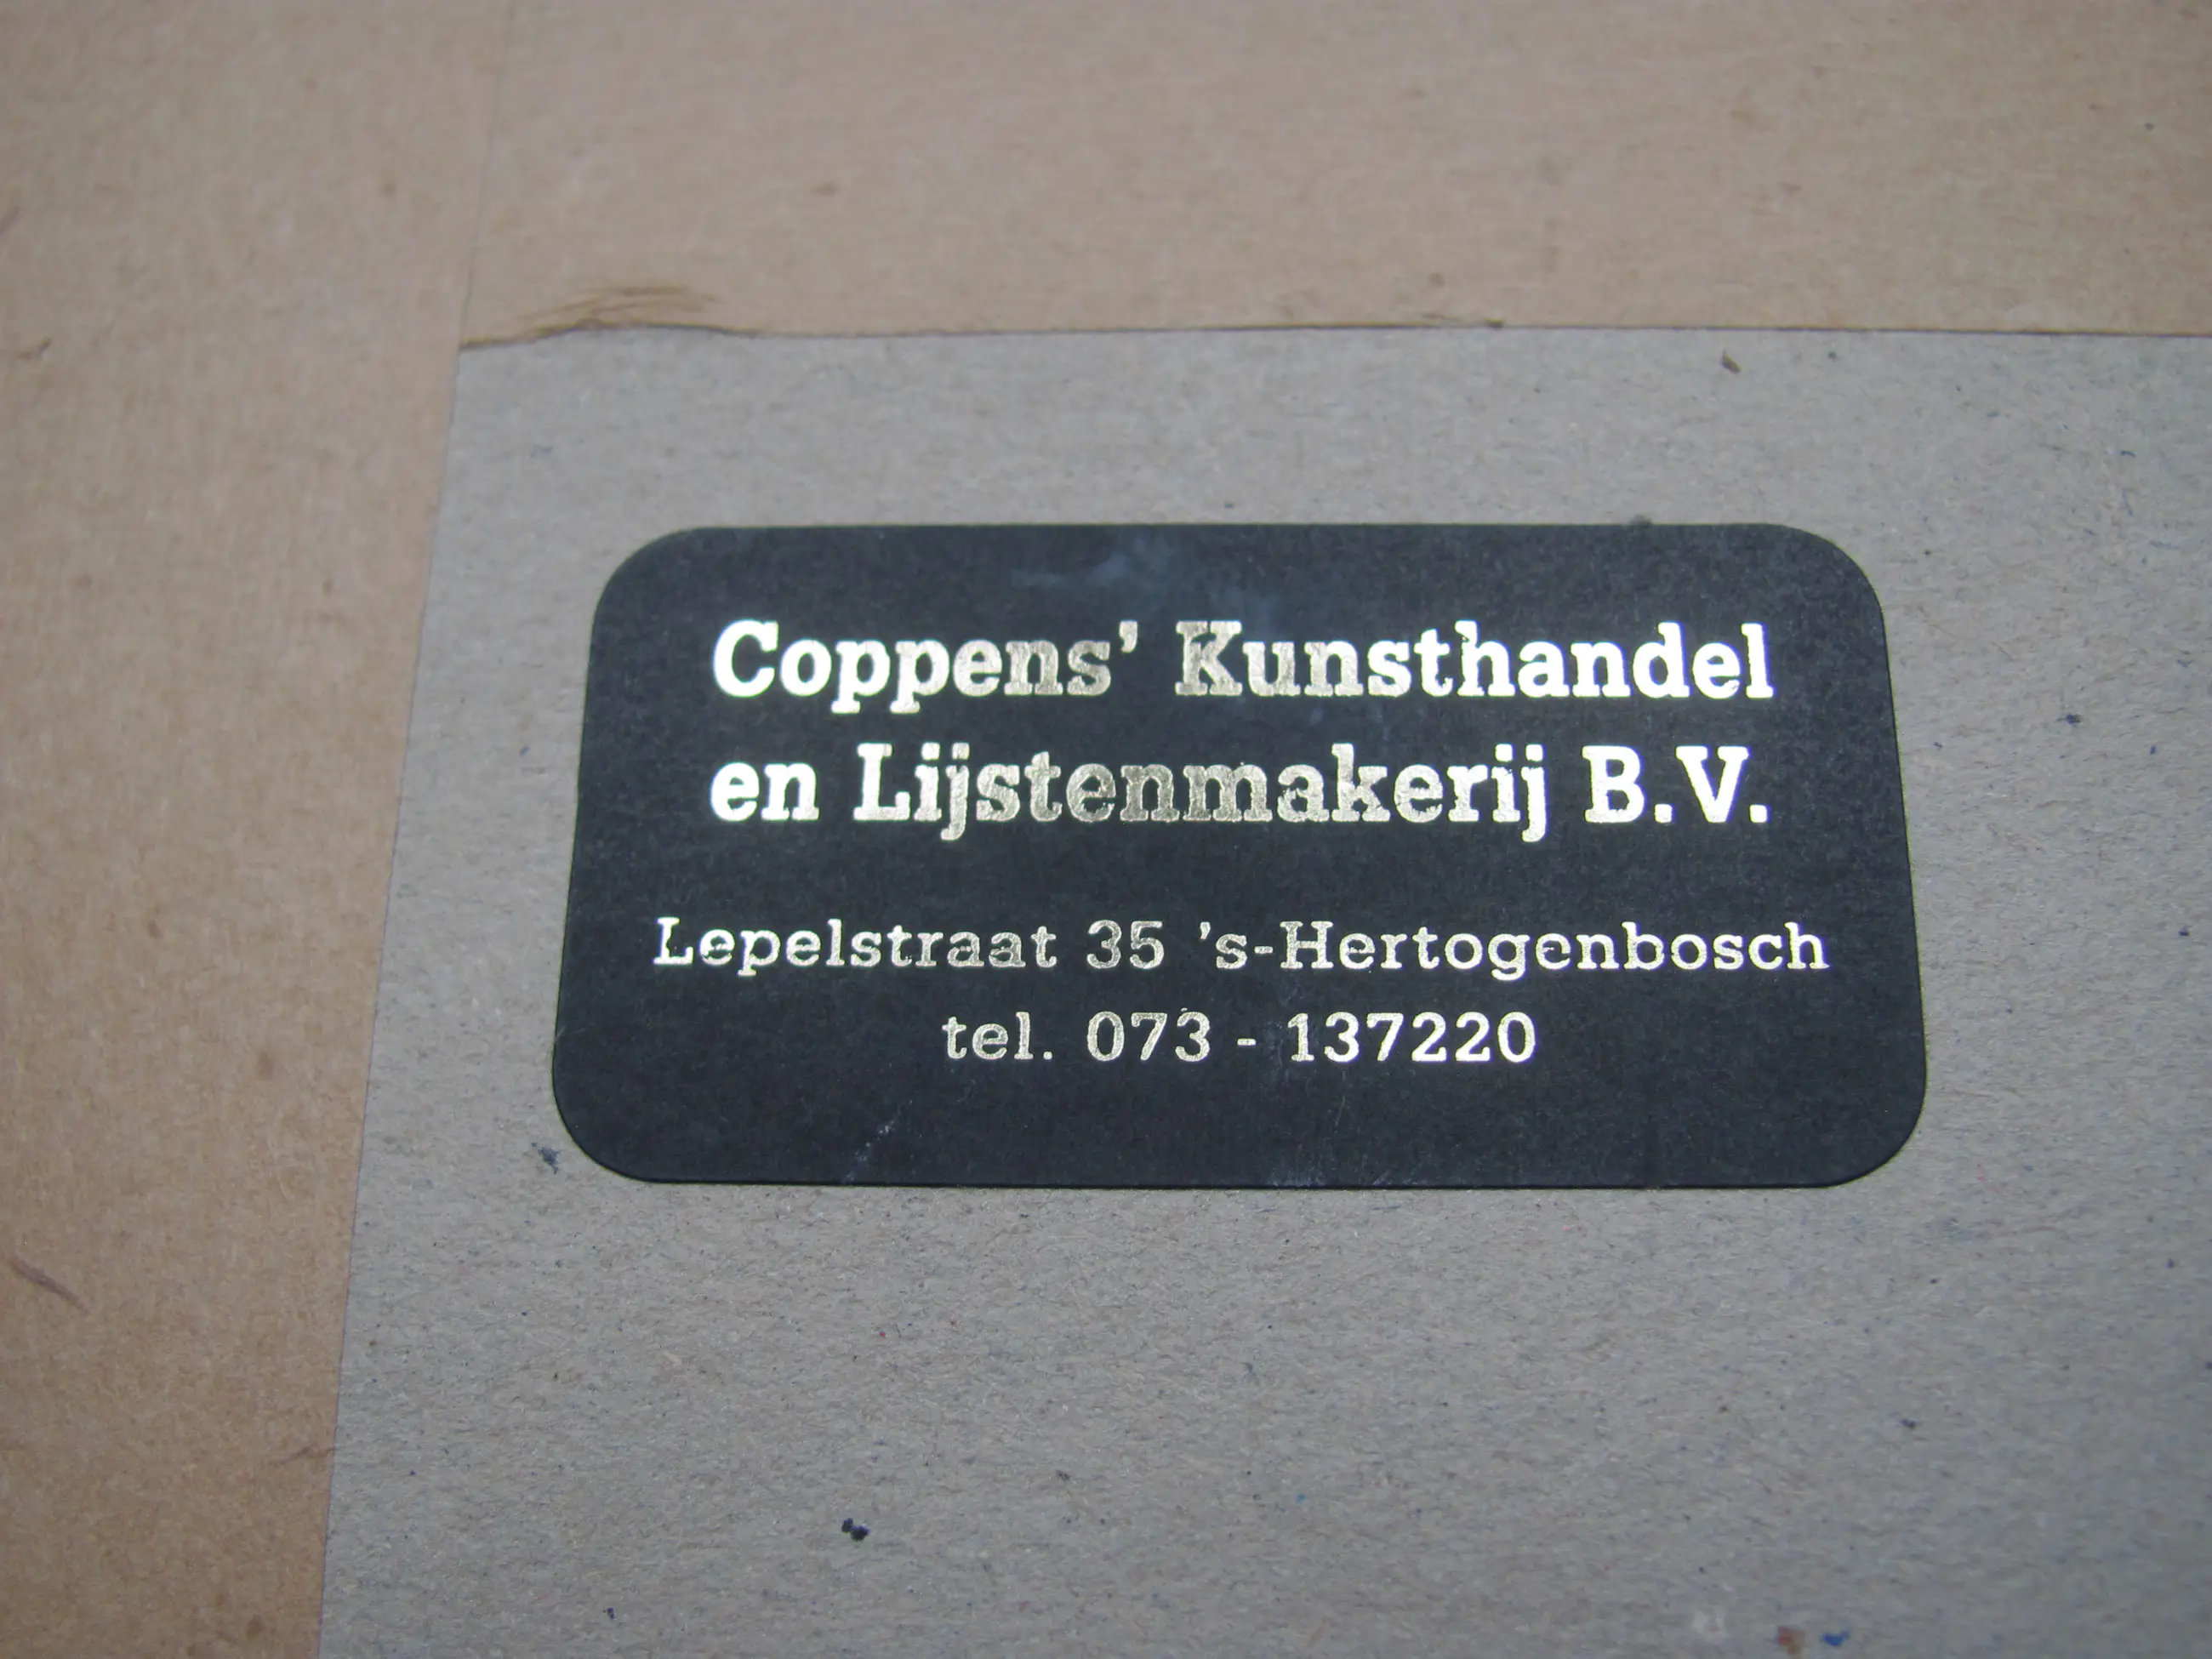 Coppens' Kunsthandel
en Lijstenmakerij B.V.
Lepelstraat 35 's-Hertogenbosch
tel. 073 - 137220